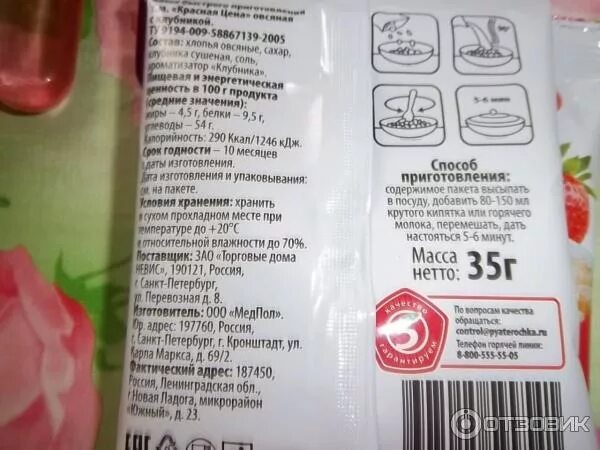 быстрого приготовления
т.м. «Красная Цена» овсяная
с клубникой.
ТУ 9194-009-58867139-2005
Состав: хлопья овсяные, сахар,
клубника сушеная, соль,
ароматизатор «Клубника».
Пищевая и энергетическая
ценность в 100 г продукта
(средние значения):
жиры – 4,5 г, белки – 9,5 г,
углеводы – 54 г.
Калорийность: 290 Ккал/1246 кДж.
Срок годности – 10 месяцев
с даты изготовления.
Дата изготовления и упаковывания:
см. на пакете.
Условия хранения: хранить
в сухом прохладном месте при
температуре до +20°С
и относительной влажности до 70%.
Поставщик: ЗАО «Торговые дома
НЕВИС», 190121, Россия,
г. Санкт-Петербург,
ул. Перевозная д. 8.
Изготовитель: ООО «МедПол».
Юр. адрес: 197760, Россия,
г. Санкт-Петербург, г. Кронштадт, ул.
Карла Маркса, д. 69/2.
Фактический адрес: 187450,
Россия, Ленинградская обл.,
г. Новая Ладога, микрорайон
«Южный», д. 23.
EAC
90°
5-6 мин
Способ
приготовления:
содержимое пакета высыпать
в посуду, добавить 80-150 мл
крутого кипятка или горячего
молока, перемешать, дать
настояться 5-6 минут.
Масса
нетто: 35г
качество
гарантируем
По вопросам качества
обращаться:
control@pyaterochka.ru
Телефон горячей линии:
8-800-555-55-05
ОТЗОВИК